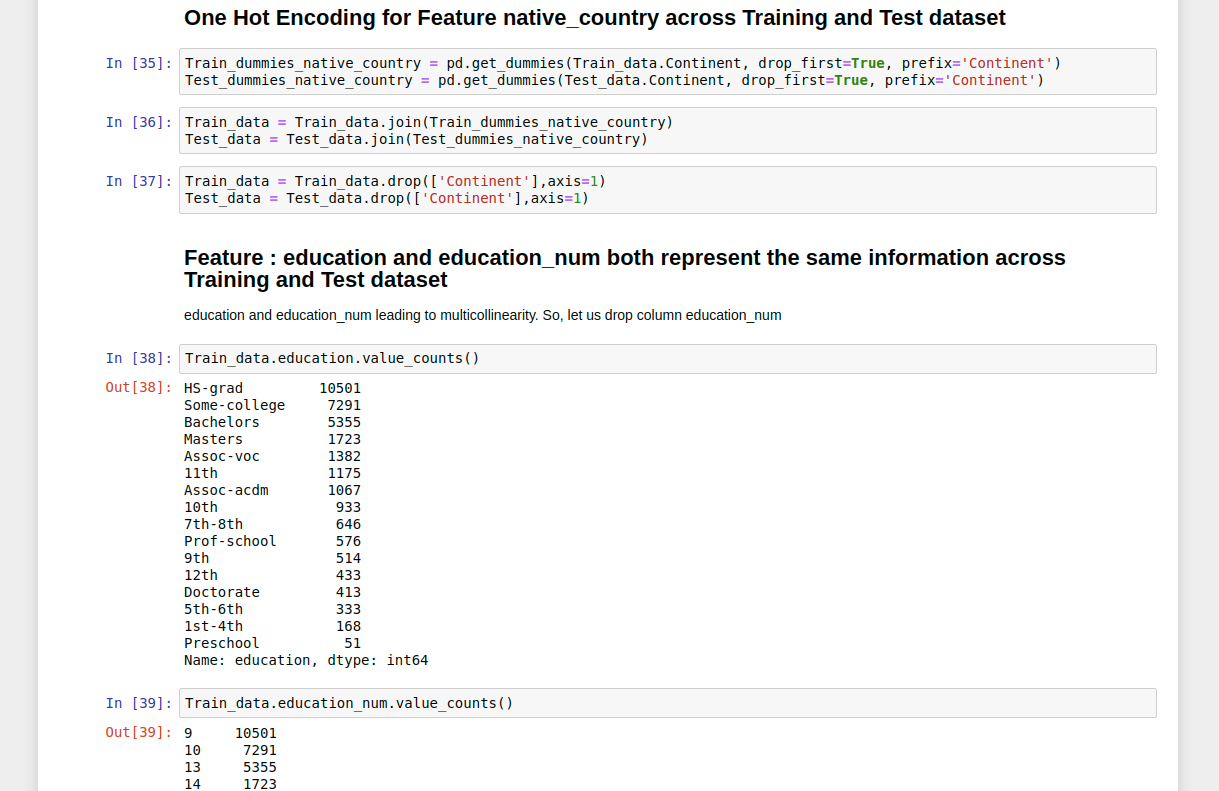 One Hot Encoding for Feature native_country across Training and Test dataset
In [35]: Train_dummies_native_country = pd.get_dummies(Train_data.Continent, drop_first=True, prefix='Continent')
Test_dummies_native_country = pd.get_dummies(Test_data.Continent, drop_first=True, prefix='Continent')
In [36]: Train_data = Train_data.join(Train_dummies_native_country)
Test_data = Test_data.join(Test_dummies_native_country)
In [37]: Train_data = Train_data.drop(['Continent'],axis=1)
Test_data = Test_data.drop(['Continent'],axis=1)
Feature : education and education_num both represent the same information across
Training and Test dataset
education and education_num leading to multicollinearity. So, let us drop column education_num
In [38]: Train_data.education.value_counts()
Out[38]: HS-grad 10501
Some-college 7291
Bachelors 5355
Masters 1723
Assoc-voc 1382
11th 1175
Assoc-acdm 1067
10th 933
7th-8th 646
Prof-school 576
9th 514
12th 433
Doctorate 413
5th-6th 333
1st-4th 168
Preschool 51
Name: education, dtype: int64
In [39]: Train_data.education_num.value_counts()
Out[39]: 9 10501
10 7291
13 5355
14 1723